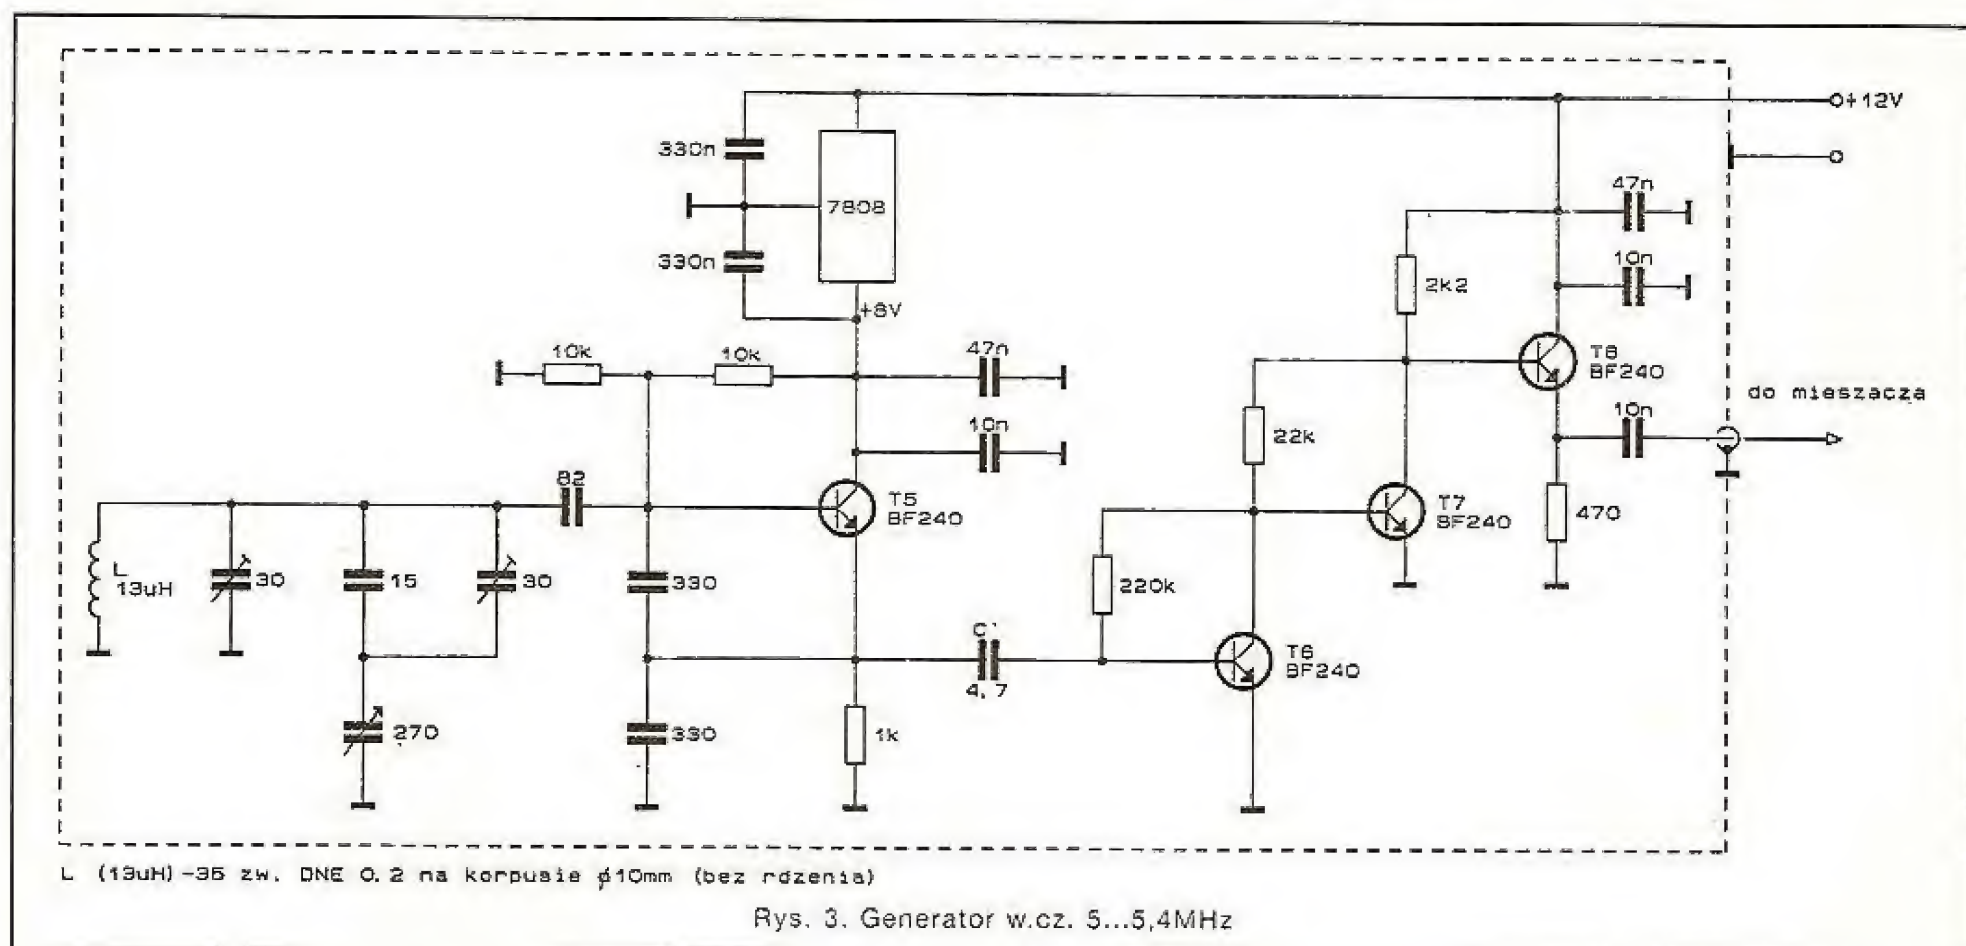 +12V
330n
7808
47n
330n
10n
2k2
+8V
10k
10k
47n
T8
BF240
do mieszacza
10n
10n
22k
82
T5
BF240
T7
BF240
470
L
13uH
30
15
30
330
220k
C
4,7
T6
BF240
270
330
1k
L (13uH)-35 zw. DNE 0.2 na korpusie ϕ10mm (bez rdzenia)
Rys. 3. Generator w.cz. 5...5,4MHz